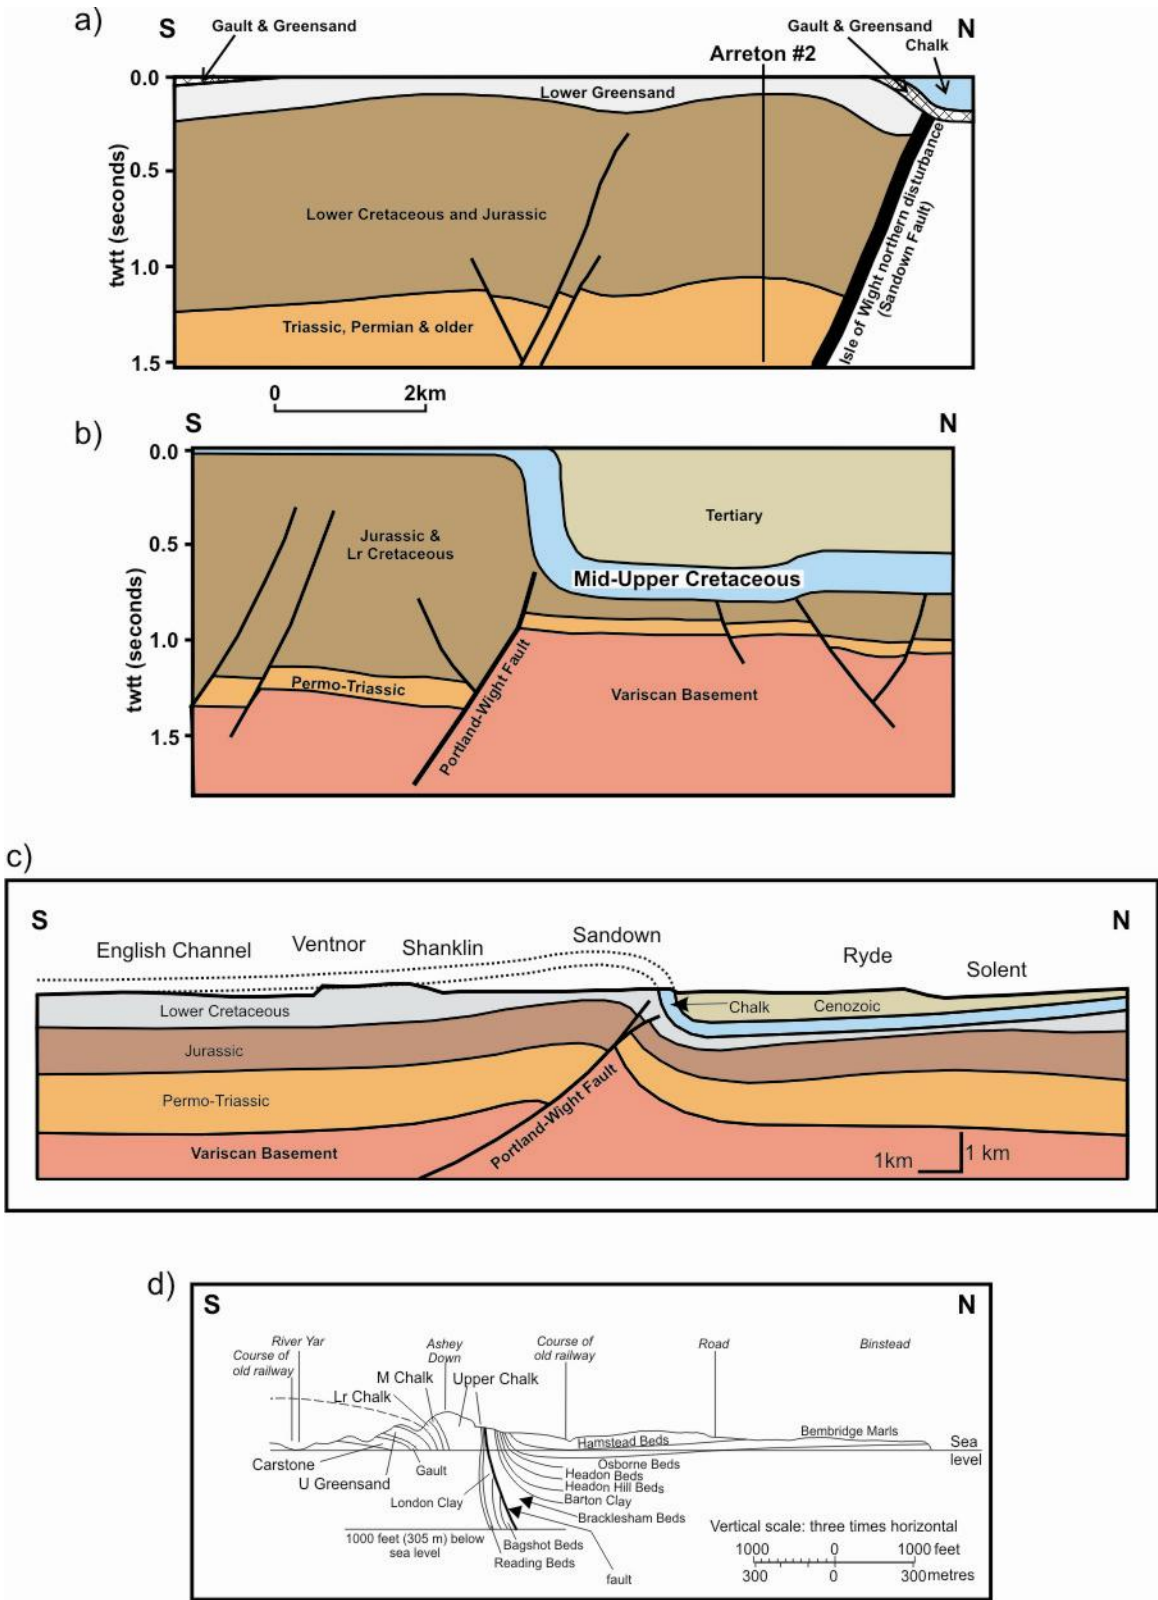 a)
S
N
Gault & Greensand
Gault & Greensand
Chalk
Arreton #2
Lower Greensand
Lower Cretaceous and Jurassic
Triassic, Permian & older
Isle of Wight northern disturbance
(Sandown Fault)
twtt (seconds)
0.0
0.5
1.0
1.5
0
2km
b)
S
N
twtt (seconds)
0.0
0.5
1.0
1.5
Tertiary
Jurassic &
Lr Cretaceous
Mid-Upper Cretaceous
Permo-Triassic
Portland-Wight Fault
Variscan Basement
c)
S
N
English Channel
Ventnor
Shanklin
Sandown
Ryde
Solent
Lower Cretaceous
Chalk
Cenozoic
Jurassic
Permo-Triassic
Variscan Basement
Portland-Wight Fault
1km
1 km
d)
S
N
River Yar
Course of
old railway
Ashey
Down
Course of
old railway
Road
Binstead
M Chalk
Upper Chalk
Lr Chalk
Carstone
U Greensand
Gault
London Clay
Hamstead Beds
Bembridge Marls
Sea
level
Osborne Beds
Headon Beds
Headon Hill Beds
Barton Clay
Bracklesham Beds
1000 feet (305 m) below
sea level
Bagshot Beds
Reading Beds
fault
Vertical scale: three times horizontal
1000 0 1000 feet
300 0 300 metres